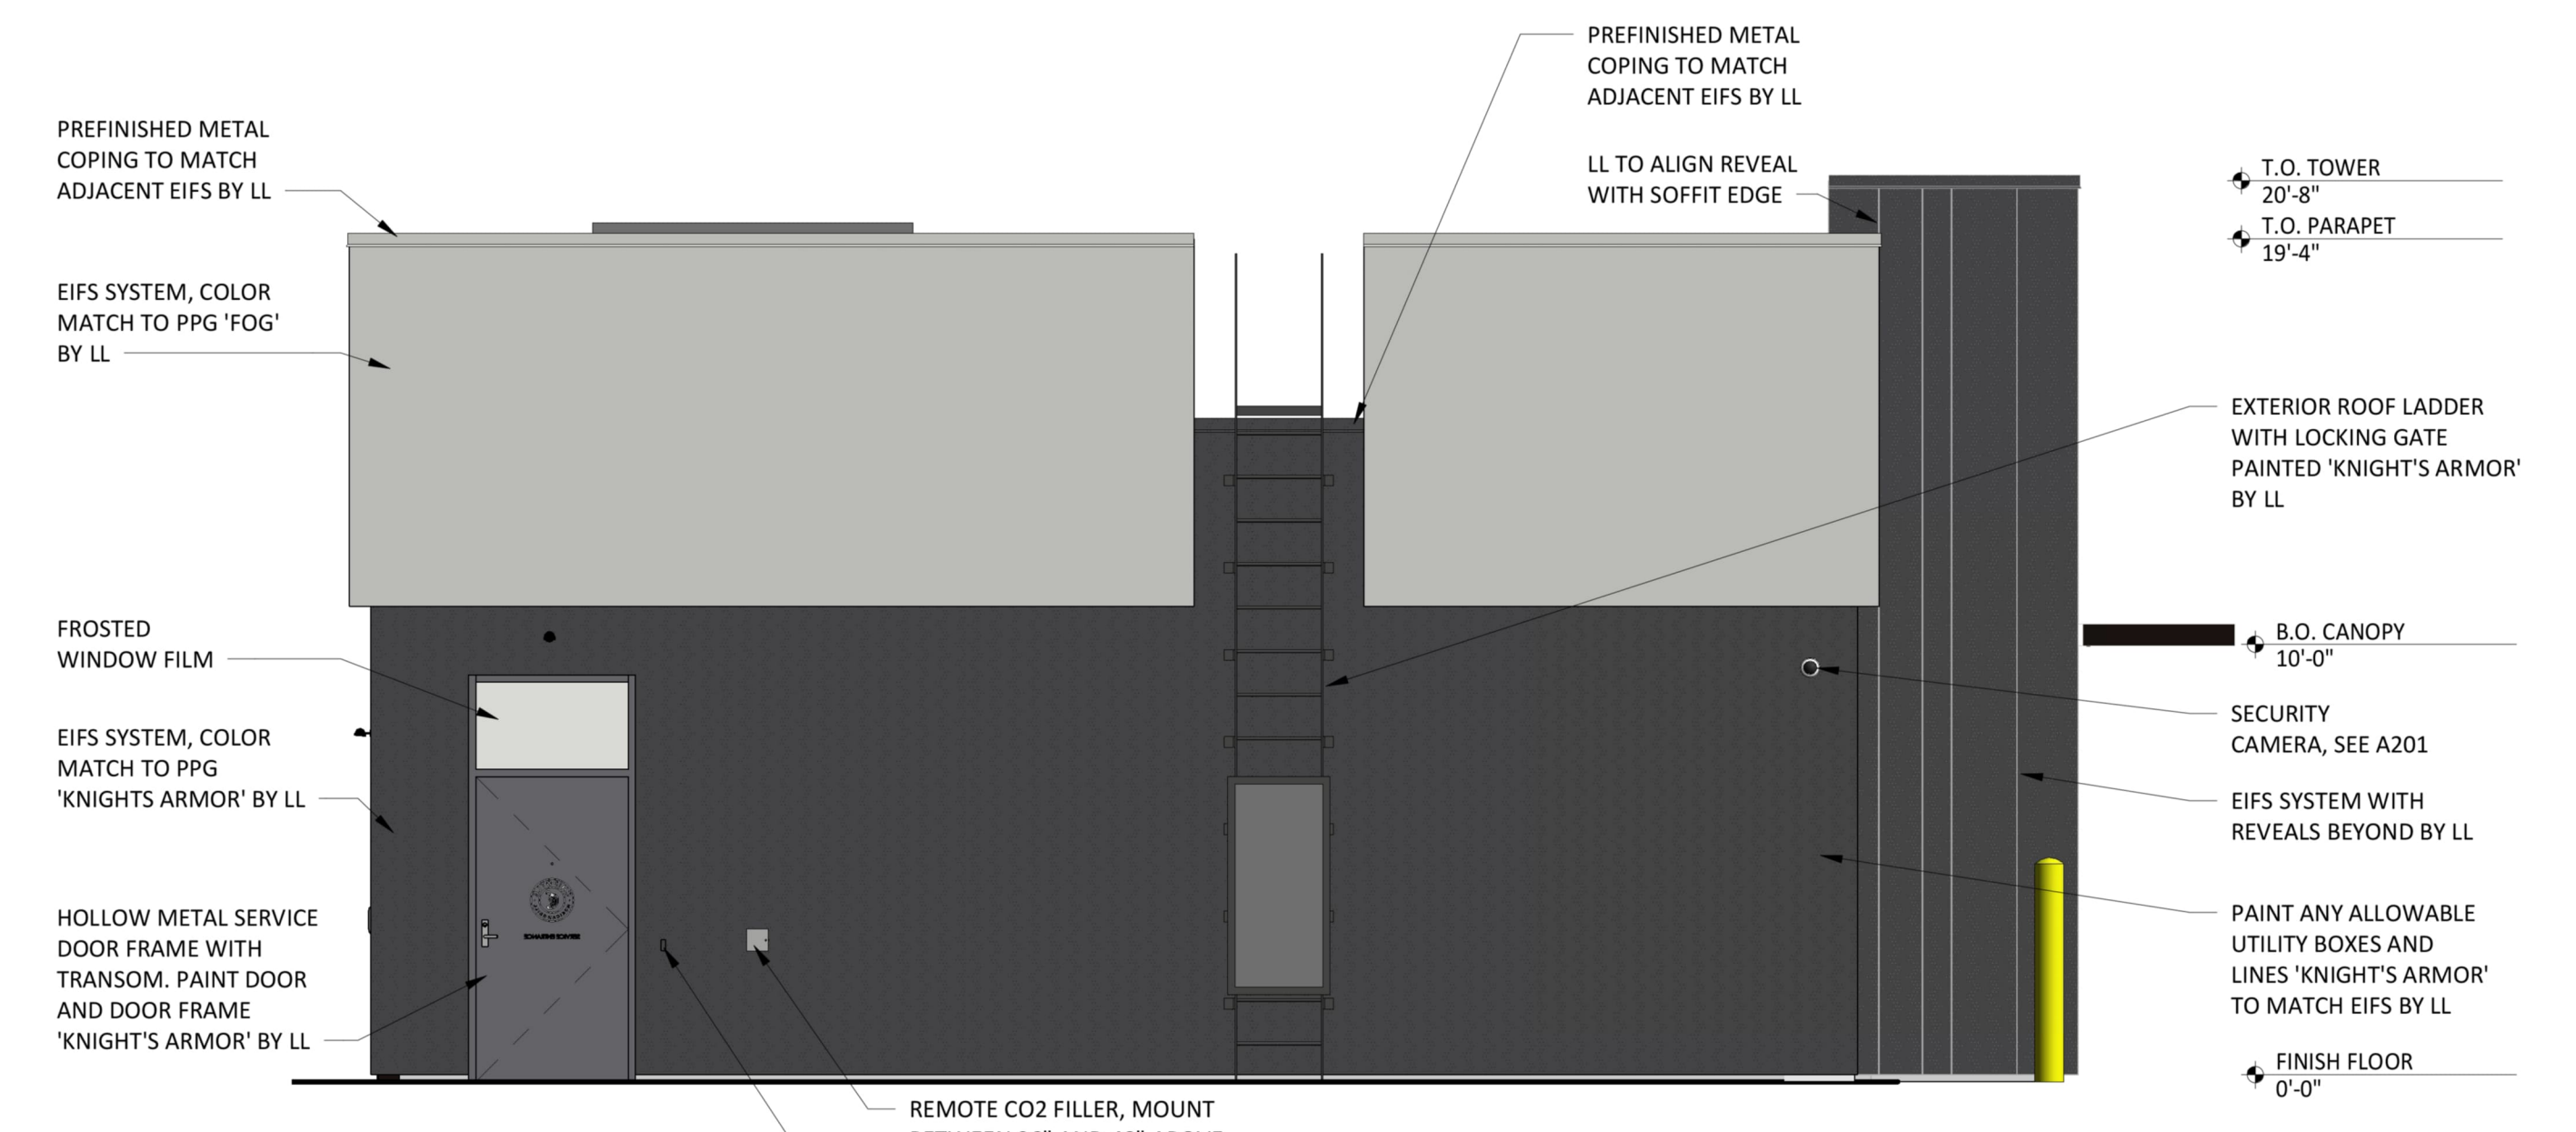 PREFINISHED METAL
COPING TO MATCH
ADJACENT EIFS BY LL
PREFINISHED METAL
COPING TO MATCH
ADJACENT EIFS BY LL
LL TO ALIGN REVEAL
WITH SOFFIT EDGE
T.O. TOWER
20'-8"
T.O. PARAPET
19'-4"
EIFS SYSTEM, COLOR
MATCH TO PPG 'FOG'
BY LL
EXTERIOR ROOF LADDER
WITH LOCKING GATE
PAINTED 'KNIGHT'S ARMOR'
BY LL
FROSTED
WINDOW FILM
B.O. CANOPY
10'-0"
EIFS SYSTEM, COLOR
MATCH TO PPG
'KNIGHTS ARMOR' BY LL
SECURITY
CAMERA, SEE A201
EIFS SYSTEM WITH
REVEALS BEYOND BY LL
HOLLOW METAL SERVICE
DOOR FRAME WITH
TRANSOM. PAINT DOOR
AND DOOR FRAME
'KNIGHT'S ARMOR' BY LL
PAINT ANY ALLOWABLE
UTILITY BOXES AND
LINES 'KNIGHT'S ARMOR'
TO MATCH EIFS BY LL
FINISH FLOOR
0'-0"
REMOTE CO2 FILLER, MOUNT